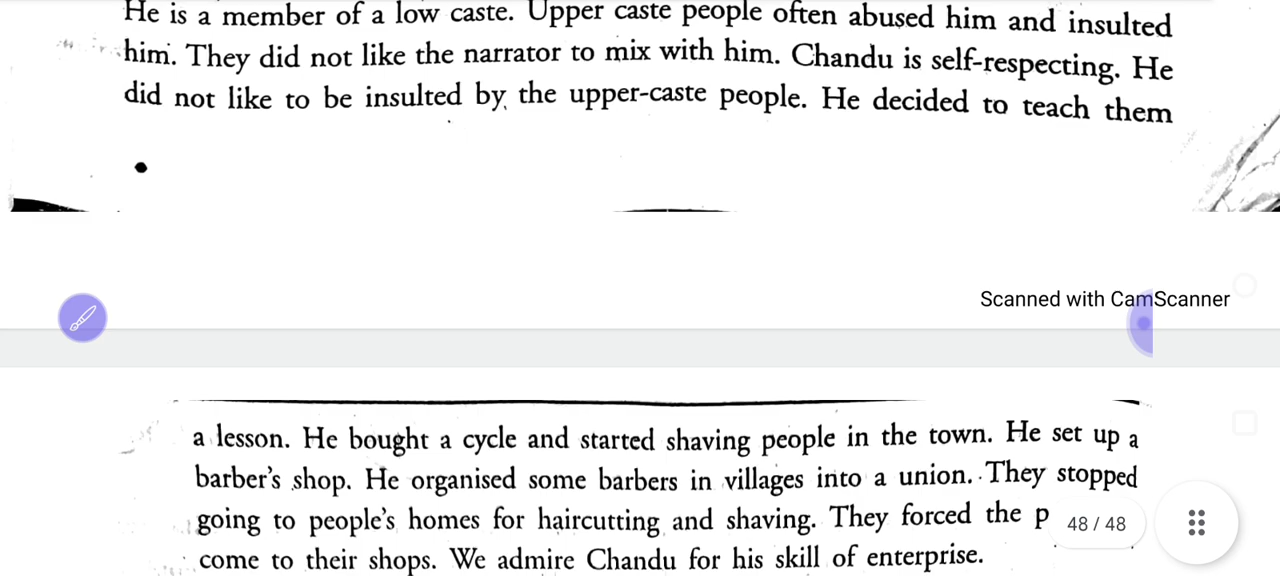 He is a member of a low caste. Upper caste people often abused him and insulted
him. They did not like the narrator to mix with him. Chandu is self-respecting. He
did not like to be insulted by the upper-caste people. He decided to teach them
Scanned with CamScanner
a lesson. He bought a cycle and started shaving people in the town. He set up a
barber's shop. He organised some barbers in villages into a union. They stopped
going to people's homes for haircutting and shaving. They forced the p
48 / 48
come to their shops. We admire Chandu for his skill of enterprise.